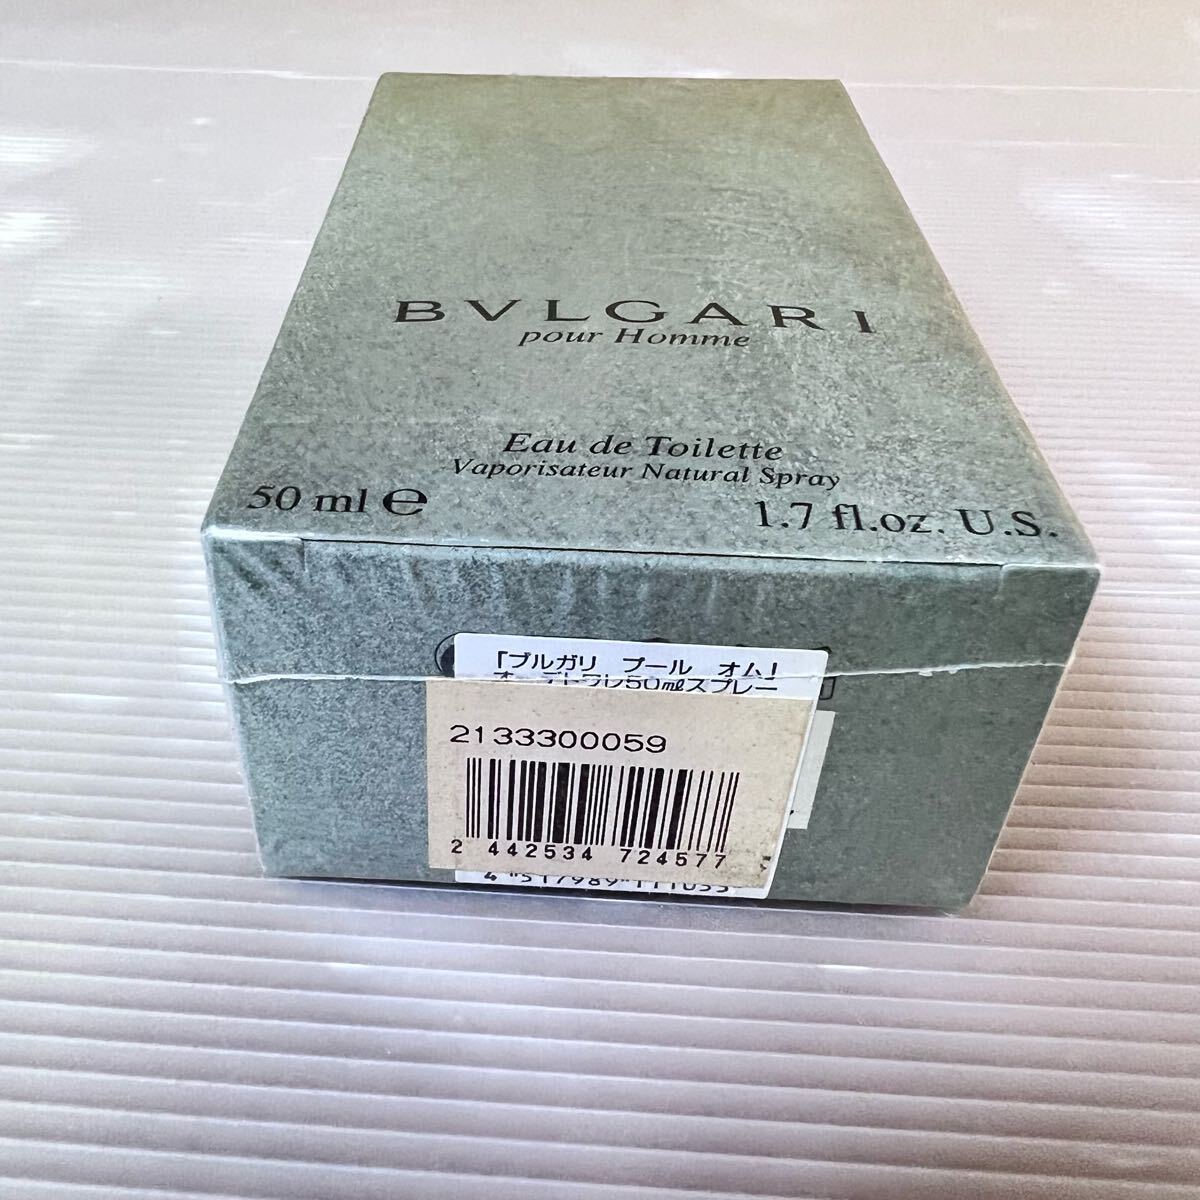 BVLGARI
pour Homme
Eau de Toilette
Vaporisateur Natural Spray
50 ml ℮
1.7 fl.oz. U.S.
「ブルガリ プール オム」
オーデトワレ50㎖スプレー
2133300059
2 442534 724577